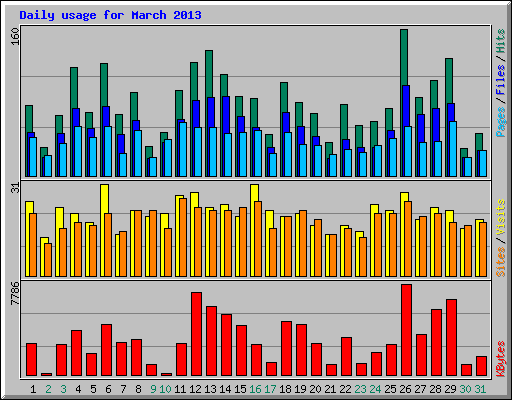 Daily usage for March 2013
160
Pages / Files / Hits
31
Sites / Visits
7786
KBytes
1 2 3 4 5 6 7 8 9 10 11 12 13 14 15 16 17 18 19 20 21 22 23 24 25 26 27 28 29 30 31